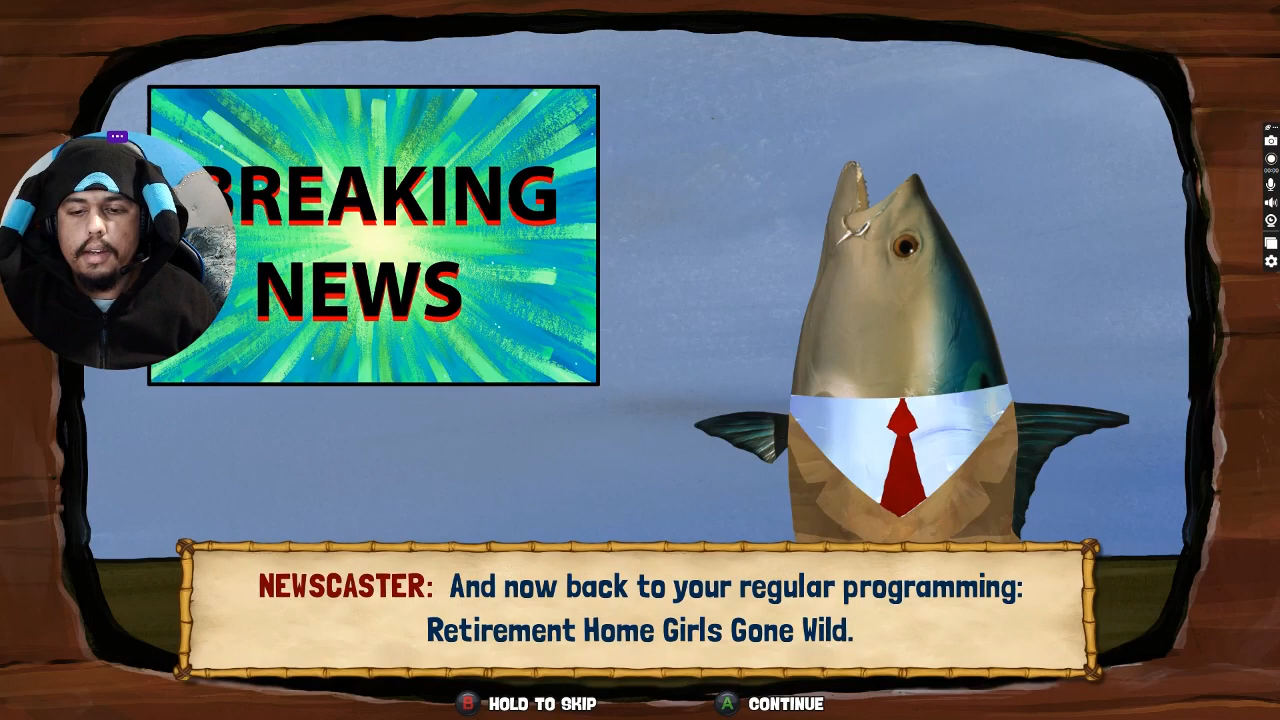 BREAKING
NEWS
NEWSCASTER: And now back to your regular programming:
Retirement Home Girls Gone Wild.
B HOLD TO SKIP A CONTINUE